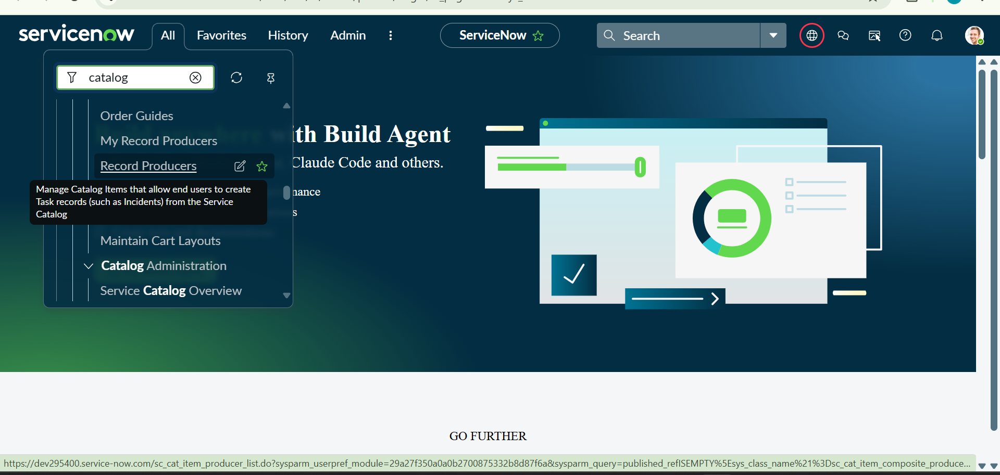 servicenow
All
Favorites
History
Admin
ServiceNow
Search
catalog
Order Guides
My Record Producers
Record Producers
Manage Catalog Items that allow end users to create
Task records (such as Incidents) from the Service
Catalog
Maintain Cart Layouts
Catalog Administration
Service Catalog Overview
with Build Agent
Claude Code and others.
GO FURTHER
https://dev295400.service-now.com/sc_cat_item_producer_list.do?sysparm_userpref_module=29a27f350a0a0b2700875332b8d87f6a&sysparm_query=published_refISEMPTY%5Esys_class_name%21%3Dsc_cat_item_composite_produce...